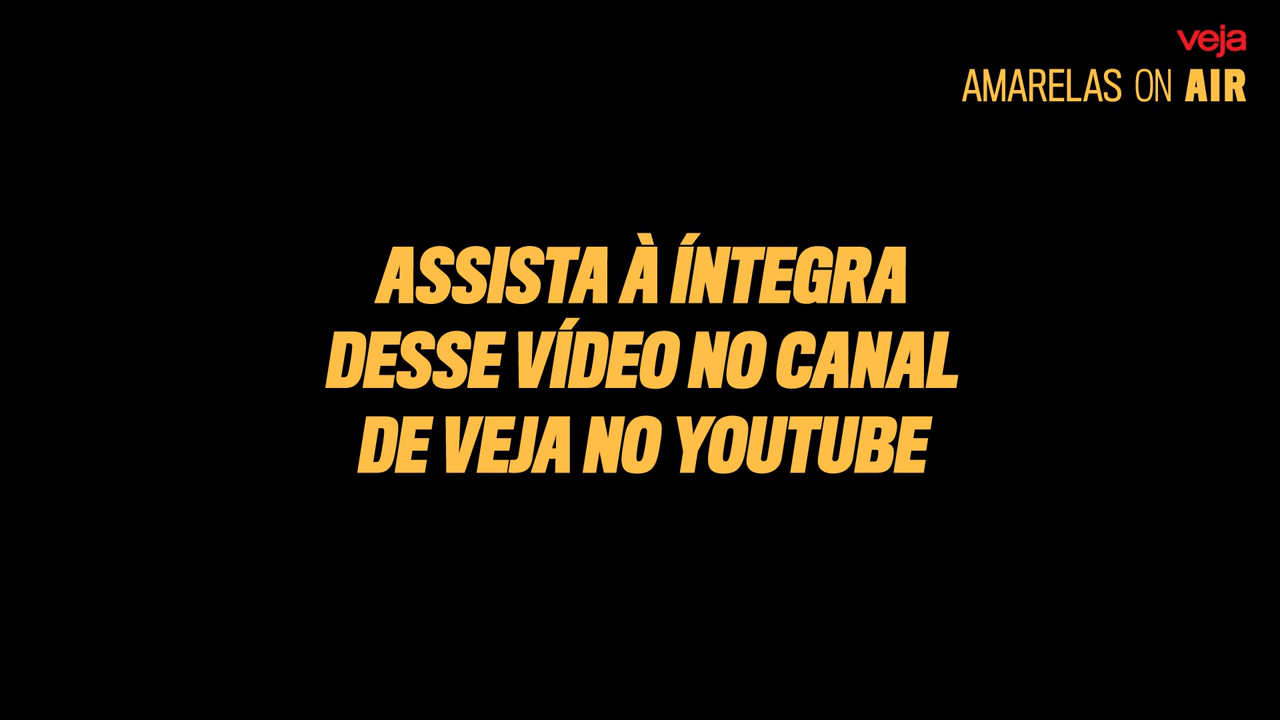 veja
AMARELAS ON AIR
ASSISTA À ÍNTEGRA
DESSE VÍDEO NO CANAL
DE VEJA NO YOUTUBE